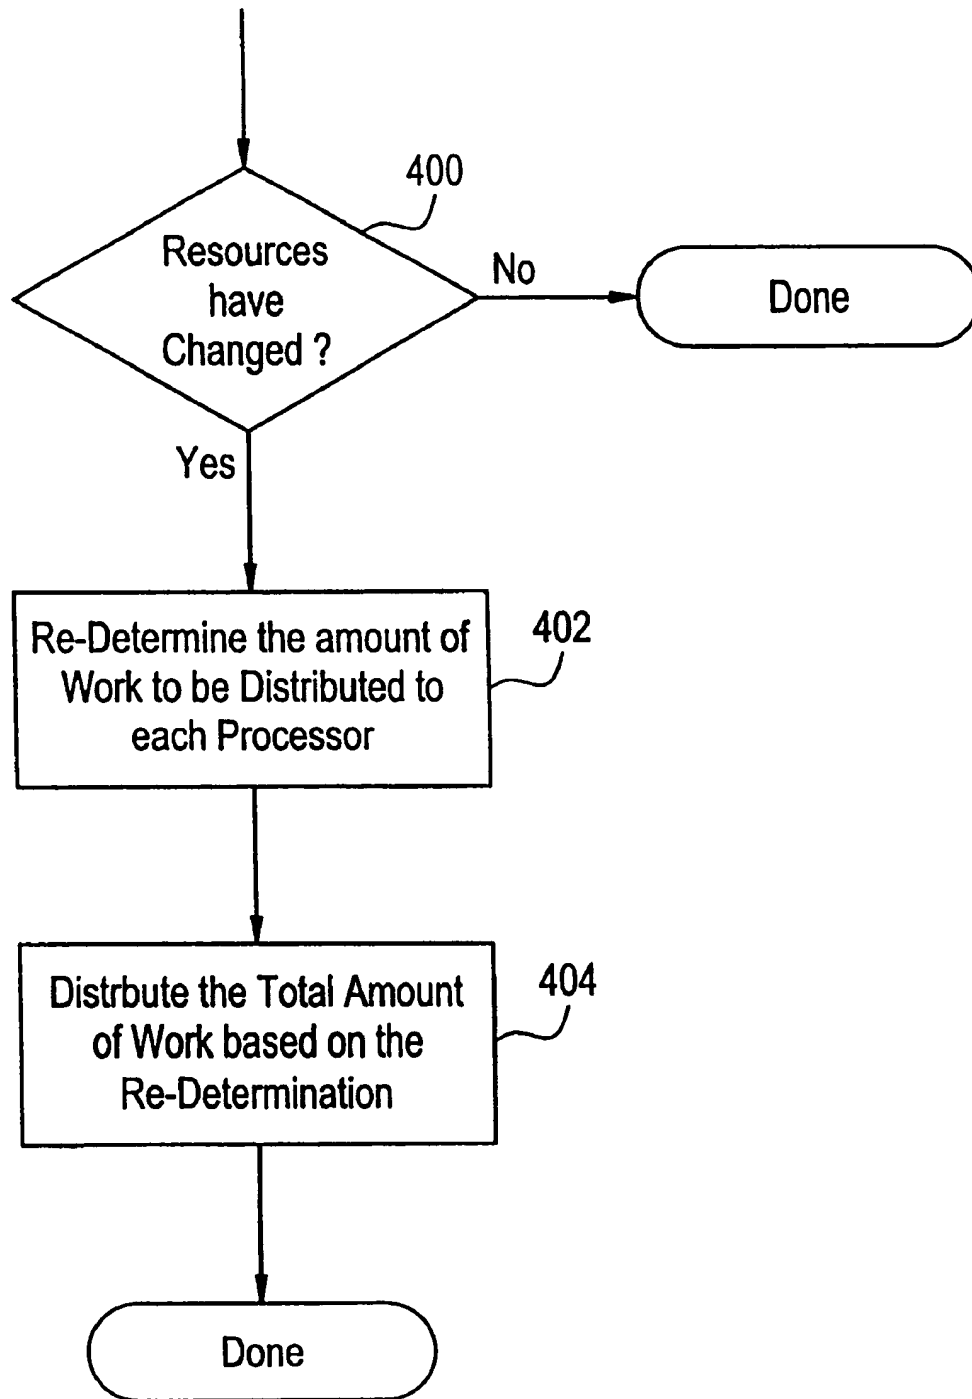 400
Resources
have
Changed ?
No
Done
Yes
Re-Determine the amount of
Work to be Distributed to
each Processor
402
Distrbute the Total Amount
of Work based on the
Re-Determination
404
Done